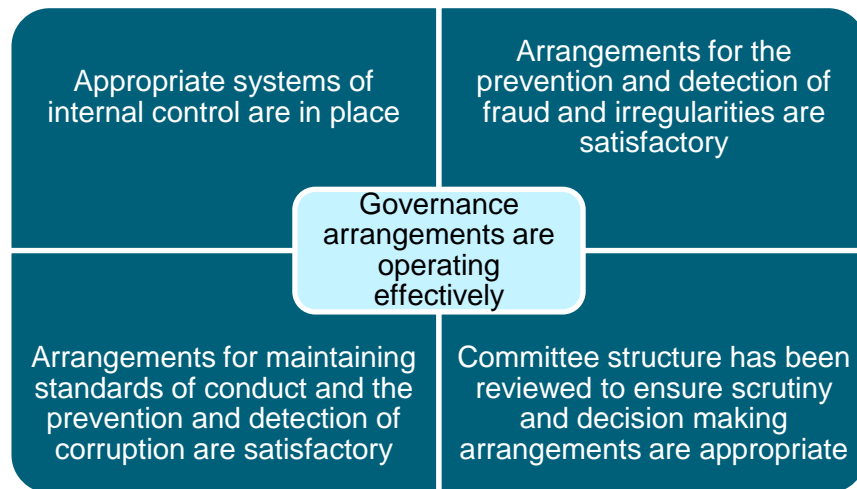 Appropriate systems of
internal control are in place
Arrangements for the
prevention and detection of
fraud and irregularities are
satisfactory
Governance
arrangements are
operating
effectively
Arrangements for maintaining
standards of conduct and the
prevention and detection of
corruption are satisfactory
Committee structure has been
reviewed to ensure scrutiny
and decision making
arrangements are appropriate